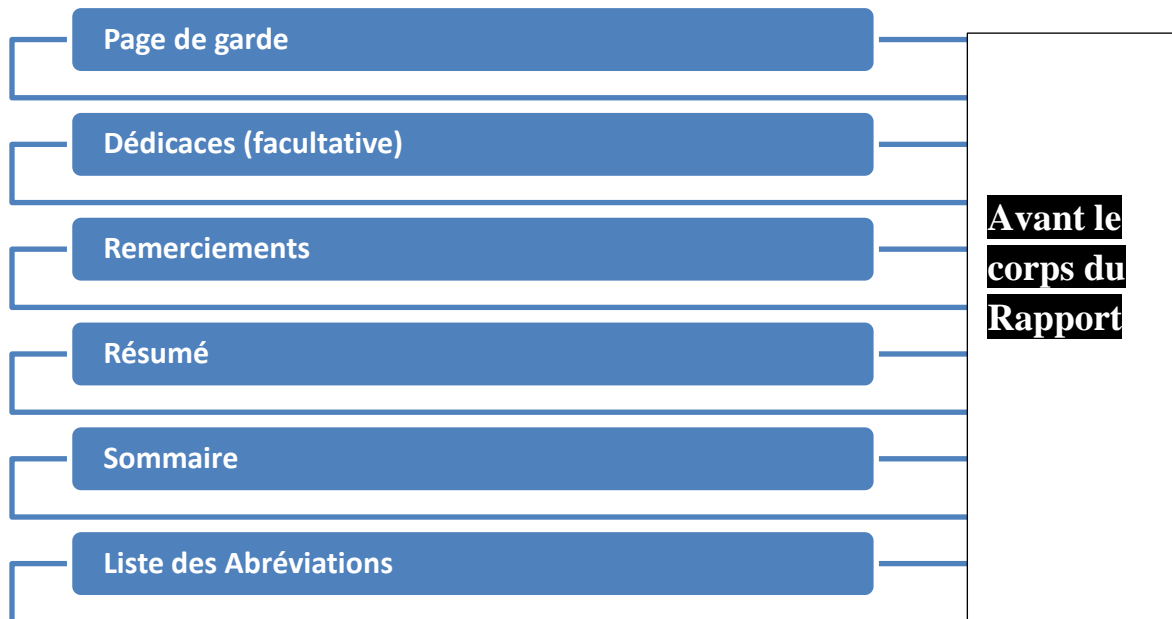 Page de garde
Dédicaces (facultative)
Remerciements
Résumé
Sommaire
Liste des Abréviations
Avant le
corps du
Rapport